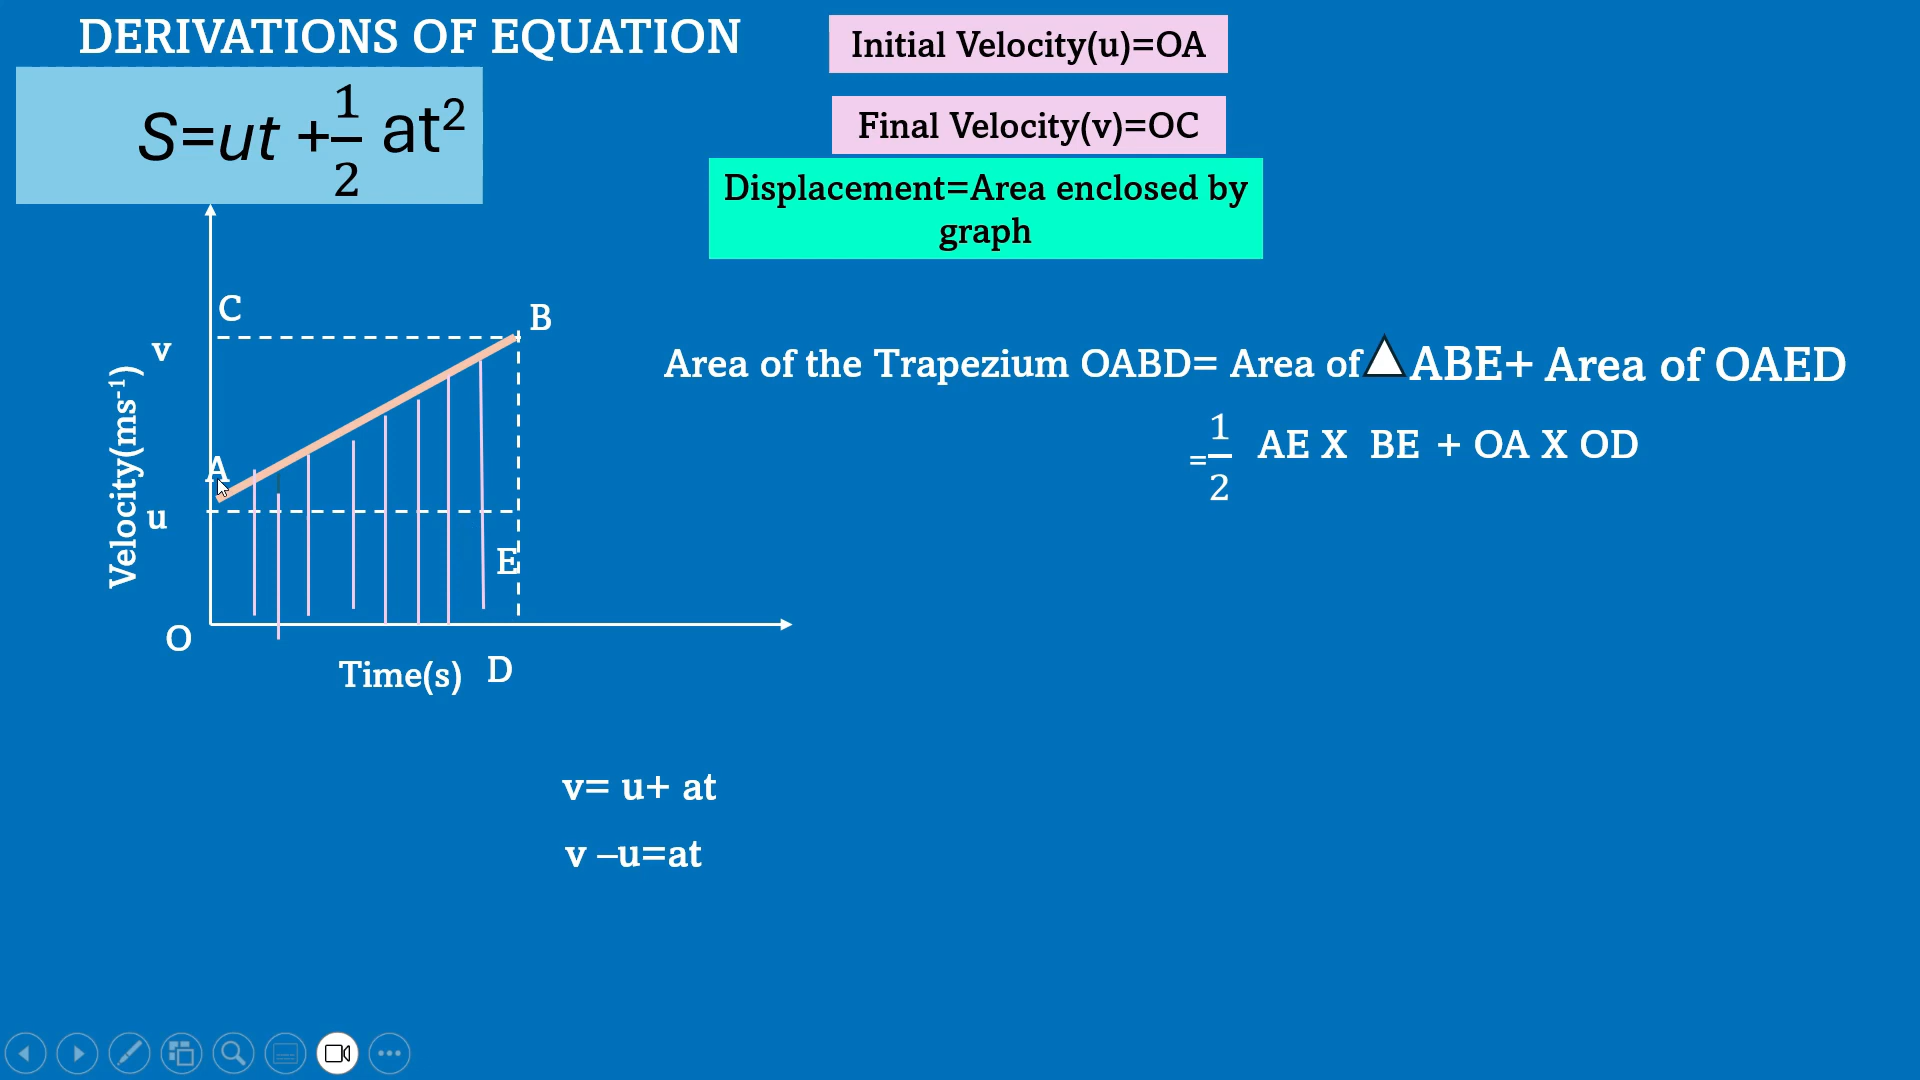 DERIVATIONS OF EQUATION
S=ut +1/2 at²
Initial Velocity(u)=OA
Final Velocity(v)=OC
Displacement=Area enclosed by
graph
C
B
v
Velocity(ms⁻¹)
A
u
E
O
Time(s) D
Area of the Trapezium OABD= Area of△ABE+ Area of OAED
=1/2 AE X BE + OA X OD
v= u+ at
v –u=at